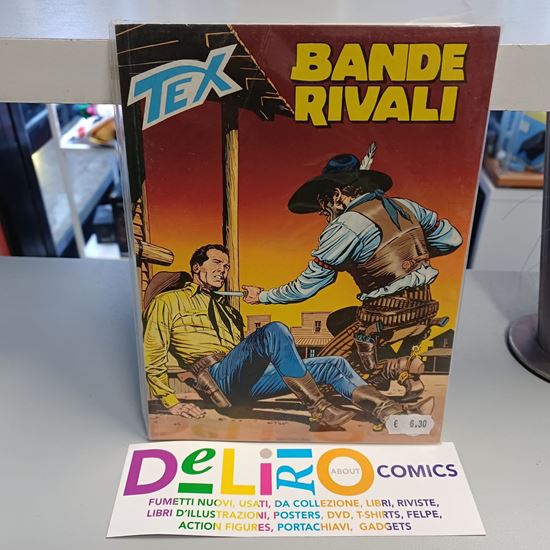 TEX
BANDE
RIVALI
€ 6.30
DeLiRiO
ABOUT
COMICS
FUMETTI NUOVI, USATI, DA COLLEZIONE, LIBRI, RIVISTE,
LIBRI D'ILLUSTRAZIONI, POSTERS, DVD, T-SHIRTS, FELPE,
ACTION FIGURES, PORTACHIAVI, GADGETS